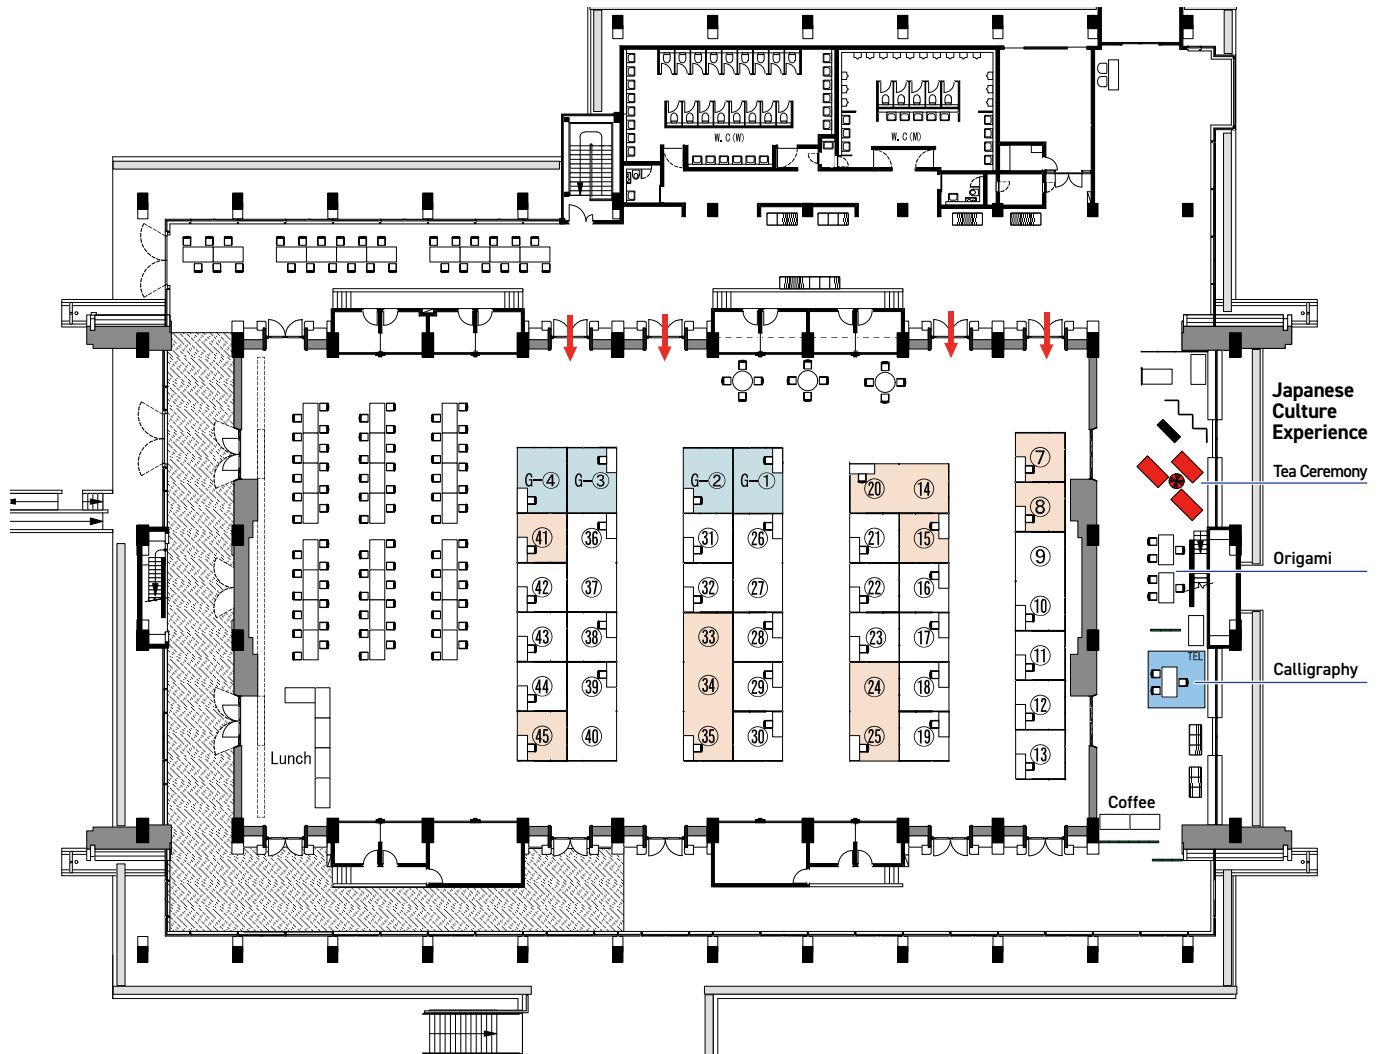 W.C(W)
W.C(M)
Japanese
Culture
Experience
Tea Ceremony
Origami
TEL
Calligraphy
Coffee
Lunch
G-④
G-③
㊶
㊱
㊷
㊲
㊸
㊳
㊹
㊴
㊺
㊵
G-②
G-①
㉛
㉖
㉜
㉗
㉝
㉘
㉞
㉙
㉟
㉚
⑳
⑭
㉑
⑮
㉒
⑯
㉓
⑰
㉔
⑱
㉕
⑲
⑦
⑧
⑨
⑩
⑪
⑫
⑬